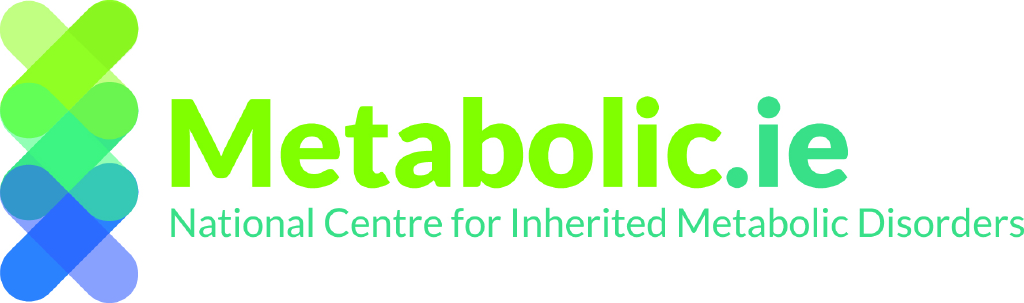 Metabolic.ie
National Centre for Inherited Metabolic Disorders